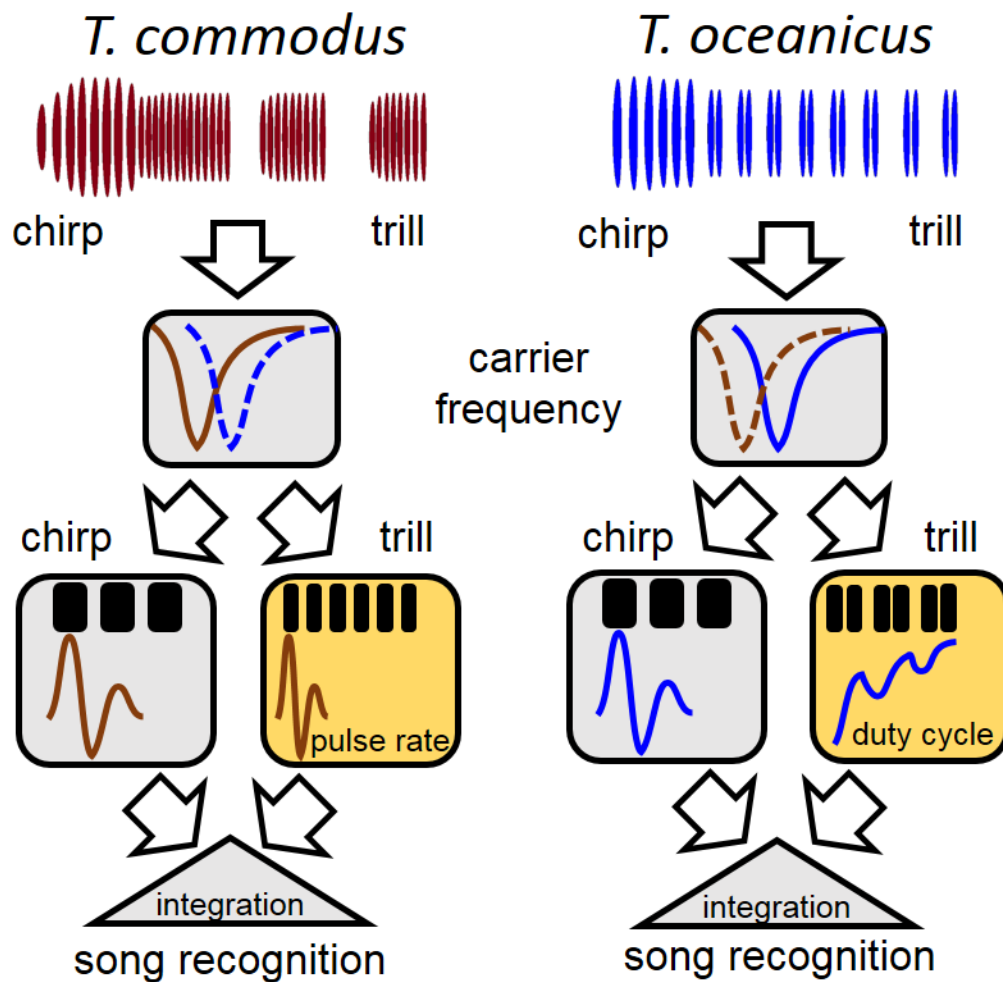 T. commodus
T. oceanicus
chirp
trill
chirp
trill
carrier
frequency
chirp
trill
chirp
trill
pulse rate
duty cycle
integration
integration
song recognition
song recognition